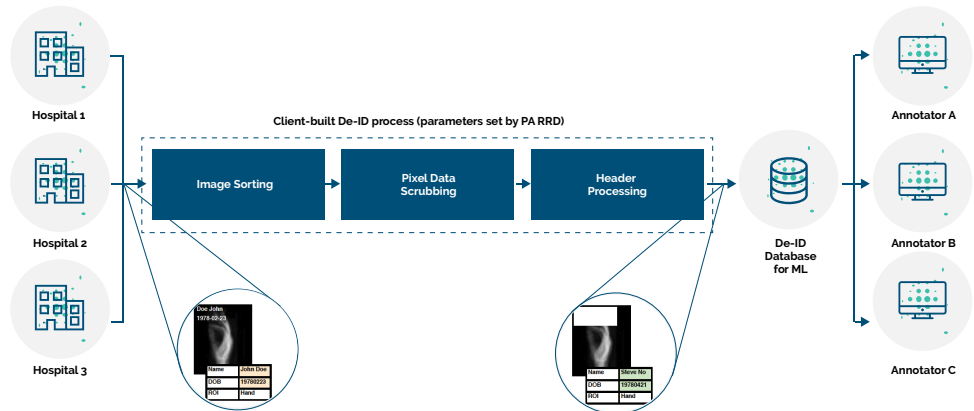 Hospital 1
Hospital 2
Hospital 3
Client-built De-ID process (parameters set by PA RRD)
Image Sorting
Pixel Data
Scrubbing
Header
Processing
Doe John
1978-02-23
Name John Doe
DOB 19780223
ROI Hand
Name Steve No
DOB 19780421
ROI Hand
De-ID
Database
for ML
Annotator A
Annotator B
Annotator C